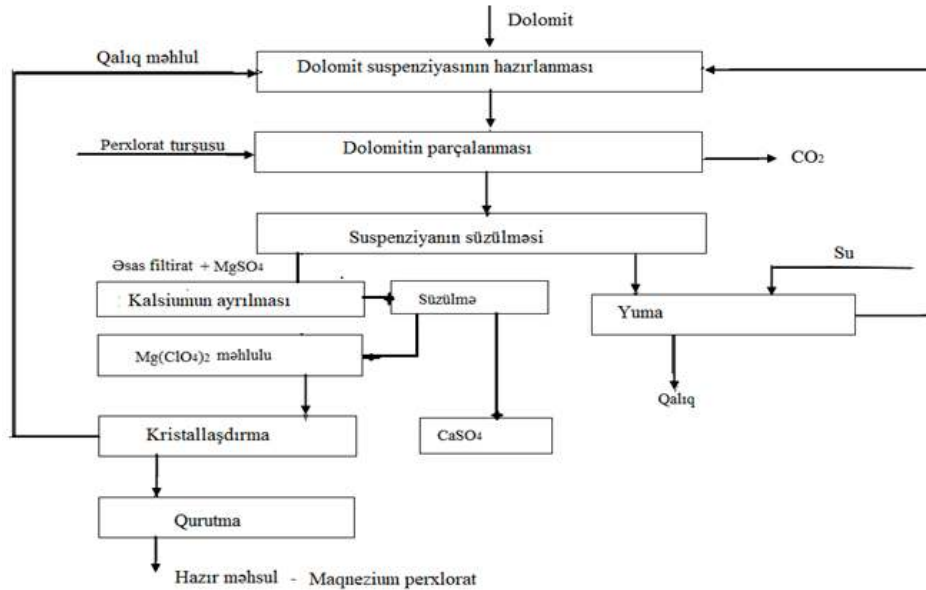 Dolomit
Qalıq məhlul
Dolomit suspenziyasının hazırlanması
Perxlorat turşusu
Dolomitin parçalanması
CO₂
Suspenziyanın süzülməsi
Əsas filtirat + MgSO₄
Su
Kalsiumun ayrılması
Süzülmə
Yuma
Mg(ClO₄)₂ məhlulu
Qalıq
Kristallaşdırma
CaSO₄
Qurutma
Hazır məhsul - Maqnezium perxlorat